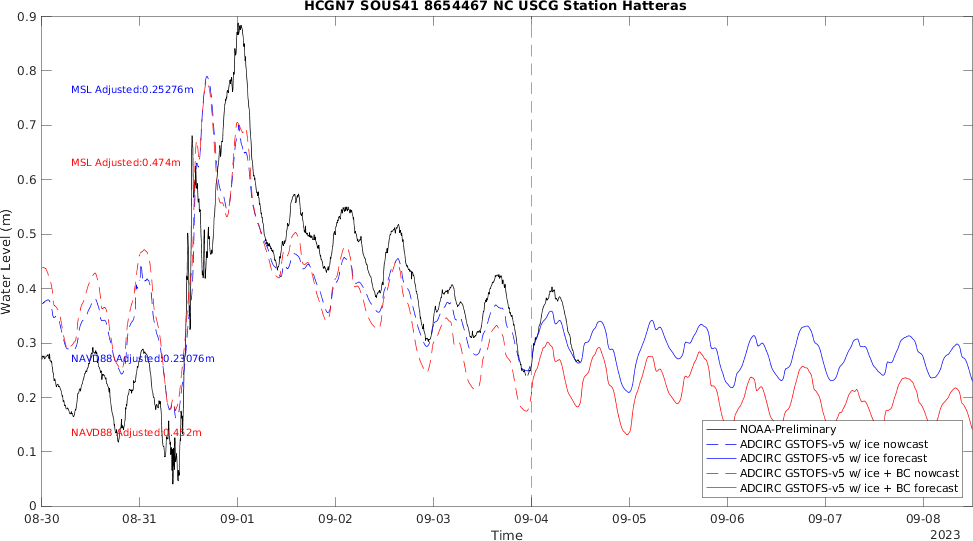 HCGN7 SOUS41 8654467 NC USCG Station Hatteras
0.9
0.8
0.7
0.6
0.5
0.4
0.3
0.2
0.1
0
Water Level (m)
MSL Adjusted:0.25276m
MSL Adjusted:0.474m
NAVD88 Adjusted:0.23076m
NAVD88 Adjusted:0.452m
NOAA-Preliminary
ADCIRC GSTOFS-v5 w/ ice nowcast
ADCIRC GSTOFS-v5 w/ ice forecast
ADCIRC GSTOFS-v5 w/ ice + BC nowcast
ADCIRC GSTOFS-v5 w/ ice + BC forecast
08-30 08-31 09-01 09-02 09-03 09-04 09-05 09-06 09-07 09-08
Time
2023